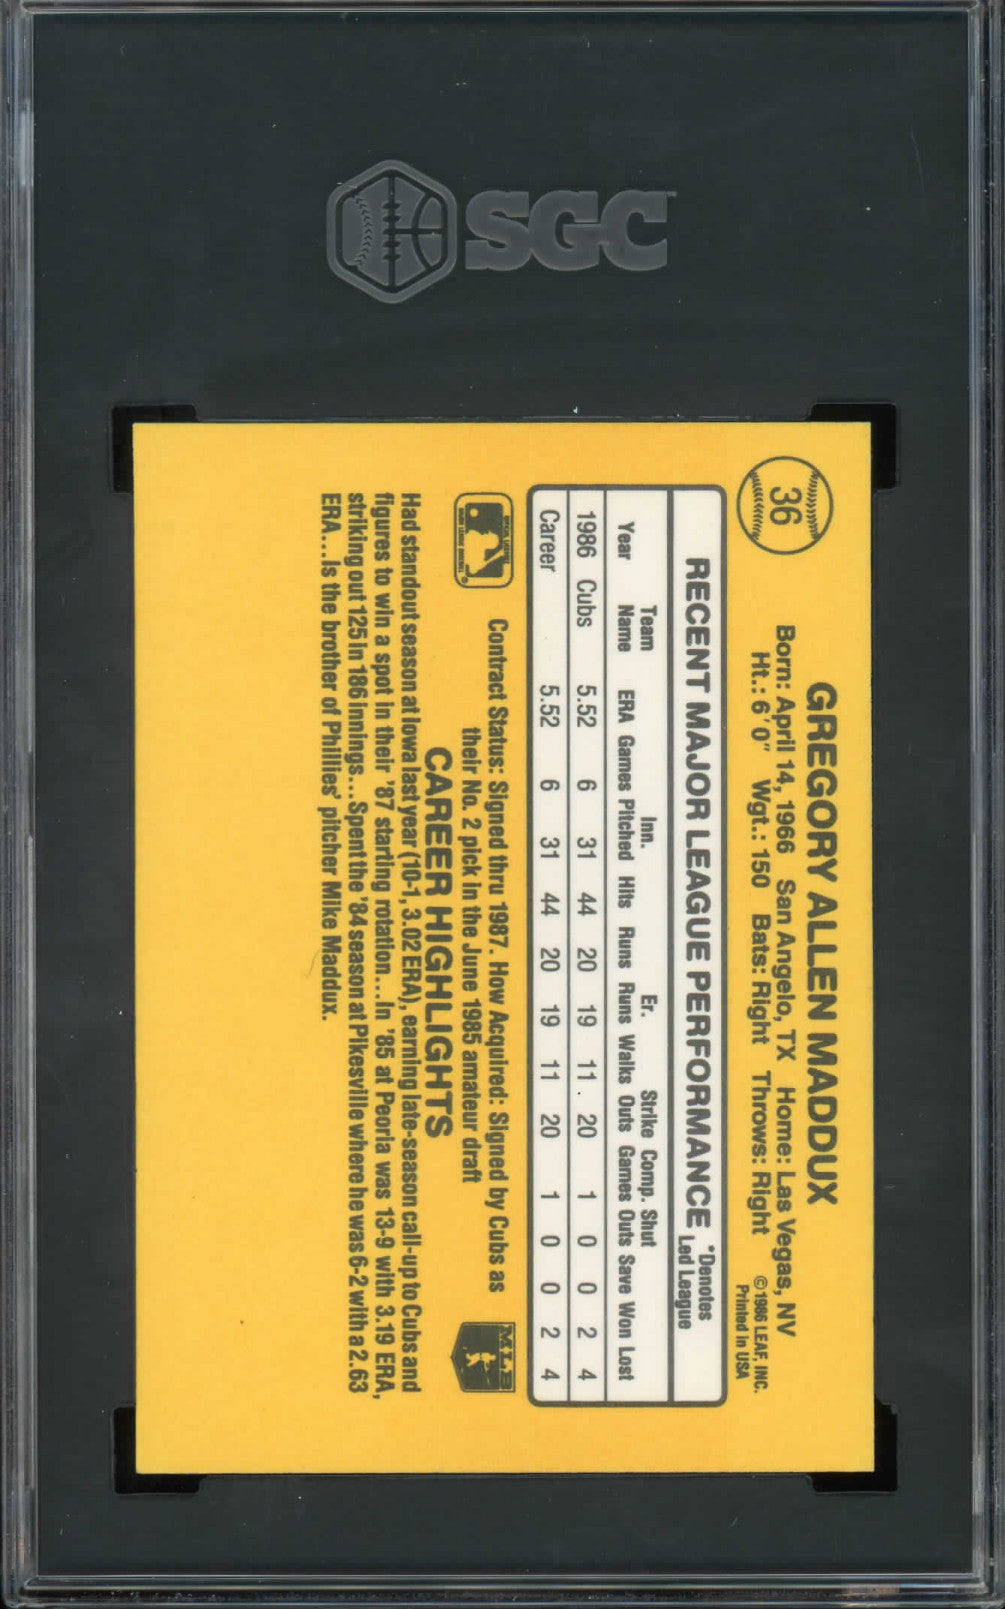 SGC
36
GREGORY ALLEN MADDUX
Born: April 14, 1966 San Angelo, TX Home: Las Vegas, NV
Ht.: 6'0" Wgt.: 150 Bats: Right Throws: Right
©1986 LEAF, INC.
Printed in USA
RECENT MAJOR LEAGUE PERFORMANCE
*Denotes
Led League
Team Inn. Er. Strike Comp. Shut
Year Name ERA Games Pitched Hits Runs Runs Walks Outs Games Outs Save Won Lost
1986 Cubs 5.52 6 31 44 20 19 11 20 1 0 0 2 4
Career 5.52 6 31 44 20 19 11 20 1 0 0 2 4
Contract Status: Signed thru 1987. How Acquired: Signed by Cubs as
their No. 2 pick in the June 1985 amateur draft
MLB
CAREER HIGHLIGHTS
Had standout season at Iowa last year (10-1, 3.02 ERA), earning late-season call-up to Cubs and
figures to win a spot in their '87 starting rotation...In '85 at Peoria was 13-9 with 3.19 ERA,
striking out 125 in 186 innings...Spent the '84 season at Pikesville where he was 6-2 with a 2.63
ERA...Is the brother of Phillies' pitcher Mike Maddux.